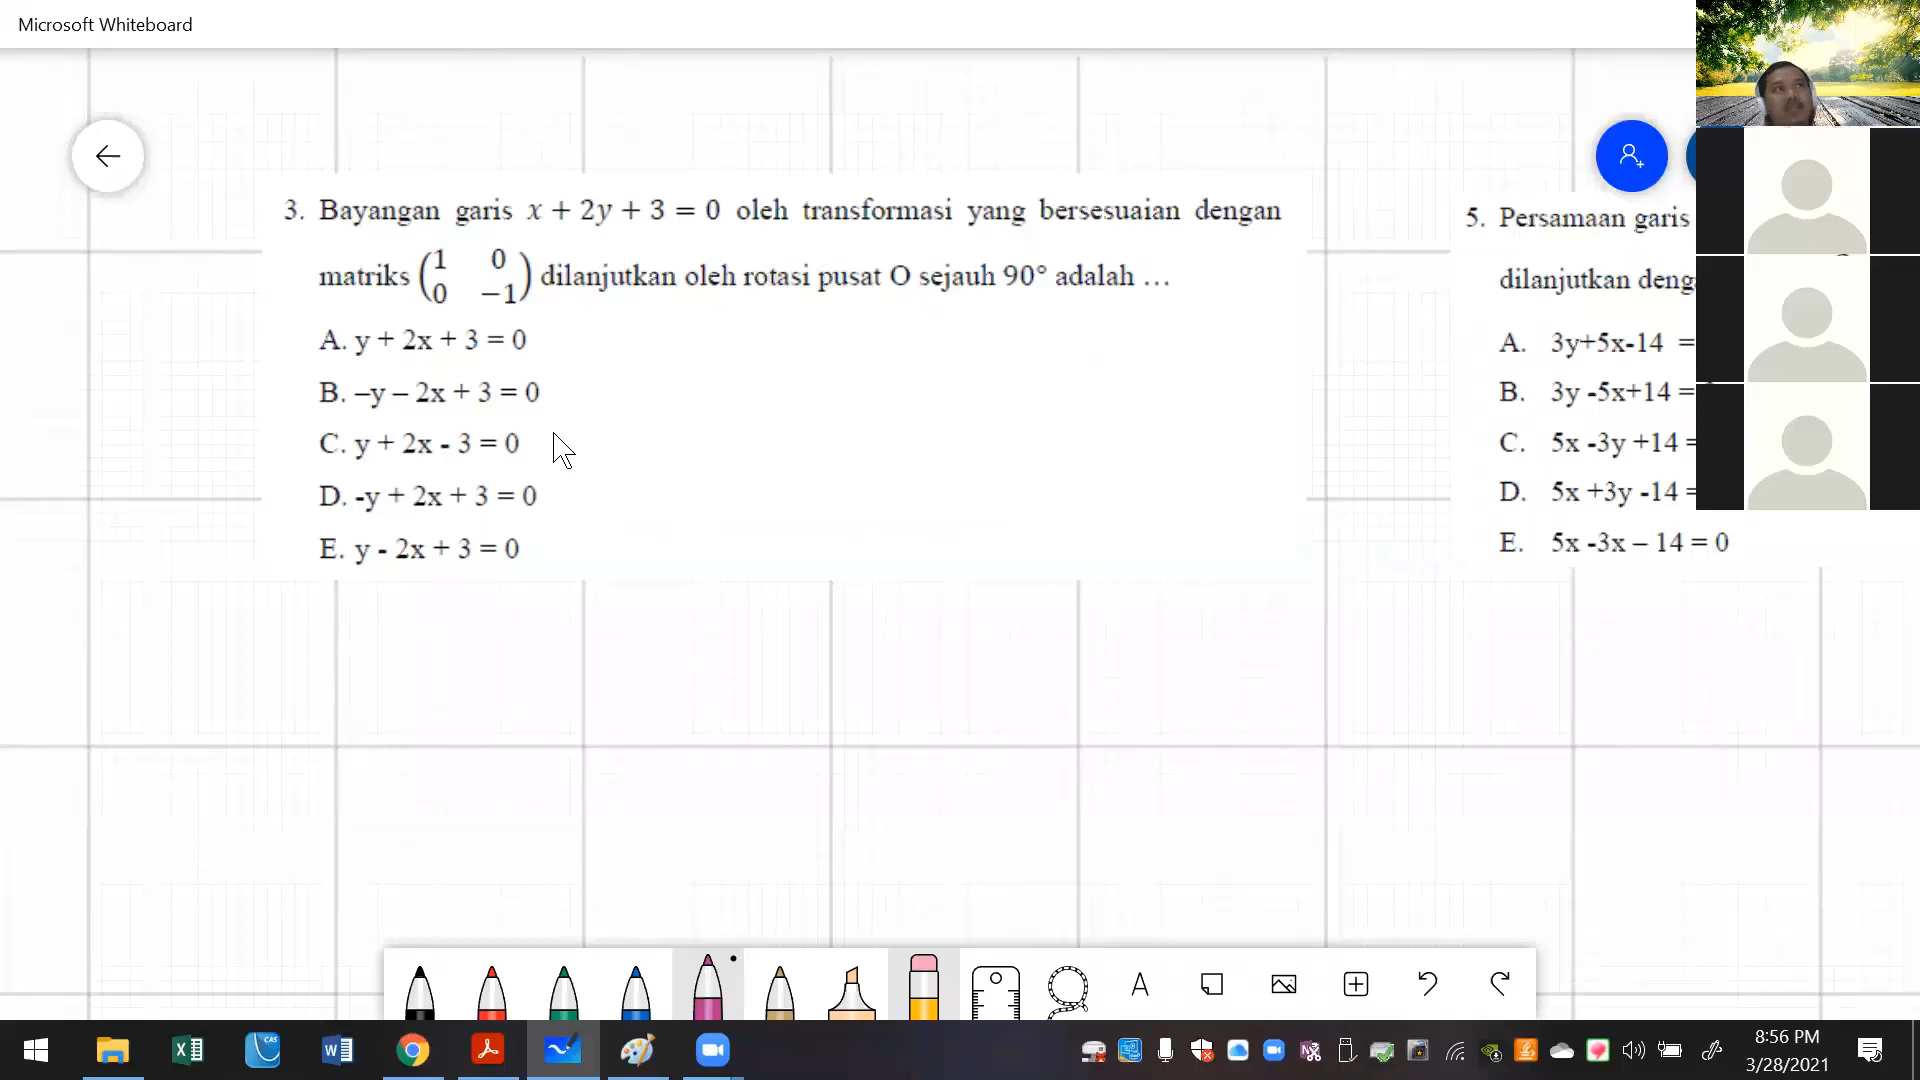 Microsoft Whiteboard
3. Bayangan garis x + 2y + 3 = 0 oleh transformasi yang bersesuaian dengan
matriks (1 0
0 −1) dilanjutkan oleh rotasi pusat O sejauh 90° adalah …
A. y + 2x + 3 = 0
B. –y – 2x + 3 = 0
C. y + 2x - 3 = 0
D. -y + 2x + 3 = 0
E. y - 2x + 3 = 0
5. Persamaan garis
dilanjutkan deng
A. 3y+5x-14 =
B. 3y -5x+14 =
C. 5x -3y +14 =
D. 5x +3y -14 =
E. 5x -3x – 14 = 0
8:56 PM
3/28/2021